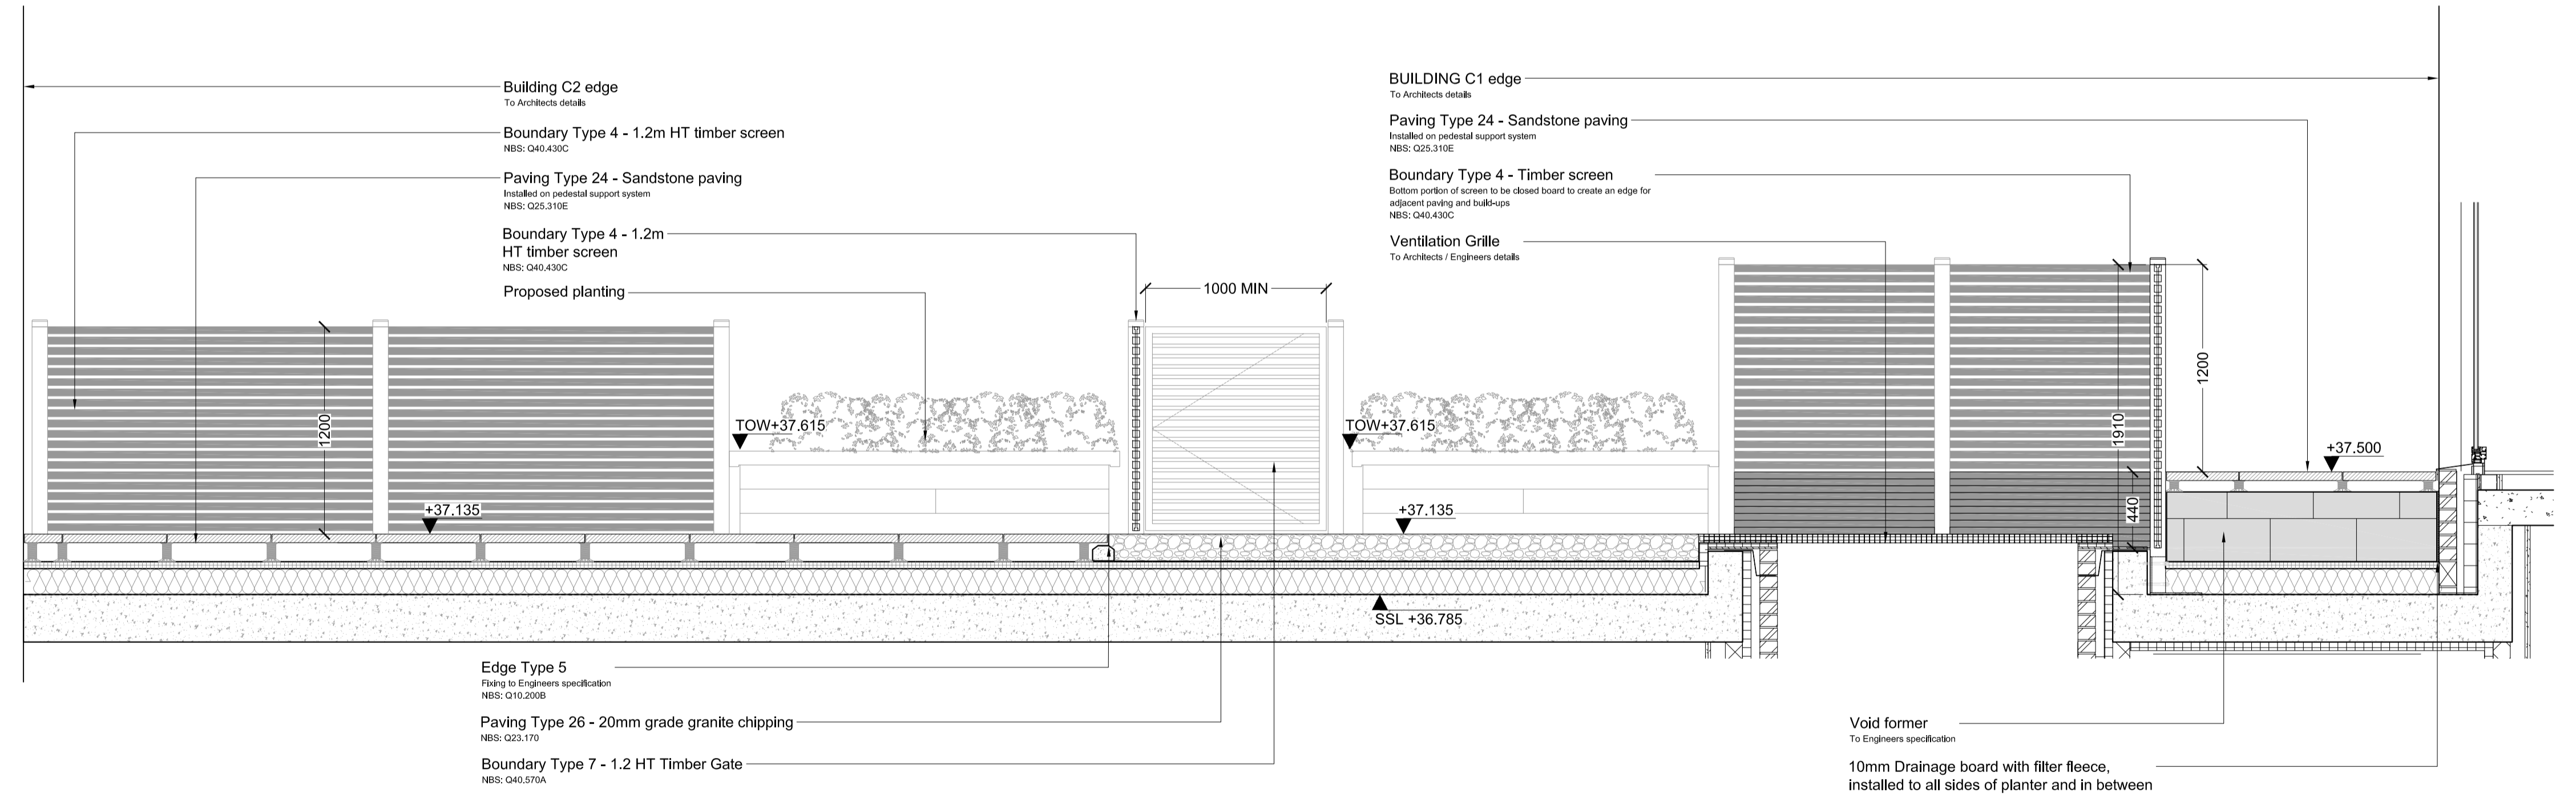 Building C2 edge
To Architects details
Boundary Type 4 - 1.2m HT timber screen
NBS: Q40.430C
Paving Type 24 - Sandstone paving
Installed on pedestal support system
NBS: Q25.310E
Boundary Type 4 - 1.2m
HT timber screen
NBS: Q40.430C
Proposed planting
BUILDING C1 edge
To Architects details
Paving Type 24 - Sandstone paving
Installed on pedestal support system
NBS: Q25.310E
Boundary Type 4 - Timber screen
Bottom portion of screen to be closed board to create an edge for
adjacent paving and build-ups
NBS: Q40.430C
Ventilation Grille
To Architects / Engineers details
1000 MIN
1200
+37.135
TOW+37.615
TOW+37.615
+37.135
SSL +36.785
1910
440
1200
+37.500
Edge Type 5
Fixing to Engineers specification
NBS: Q10.200B
Paving Type 26 - 20mm grade granite chipping
NBS: Q23.170
Boundary Type 7 - 1.2 HT Timber Gate
NBS: Q40.570A
Void former
To Engineers specification
10mm Drainage board with filter fleece,
installed to all sides of planter and in between